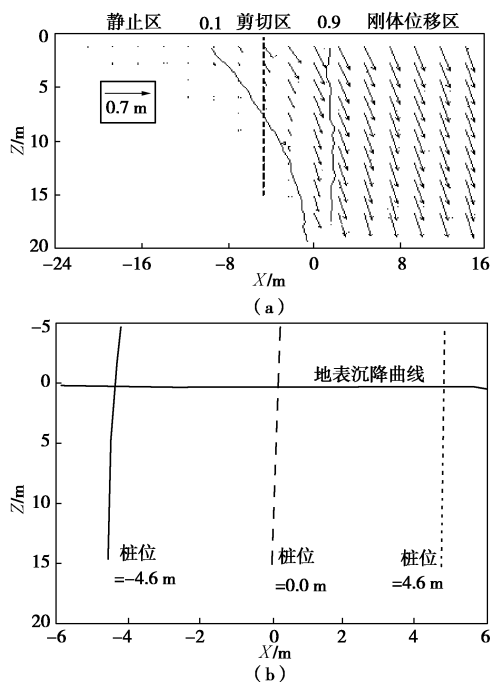 静止区 0.1 剪切区 0.9 刚体位移区
0
5
10
15
20
Z/m
0.7 m
-24 -16 -8 0 8 16
X/m
(a)
-5
0
5
10
15
20
Z/m
地表沉降曲线
桩位
=-4.6 m
桩位
=0.0 m
桩位
=4.6 m
-6 -4 -2 0 2 4 6
X/m
(b)